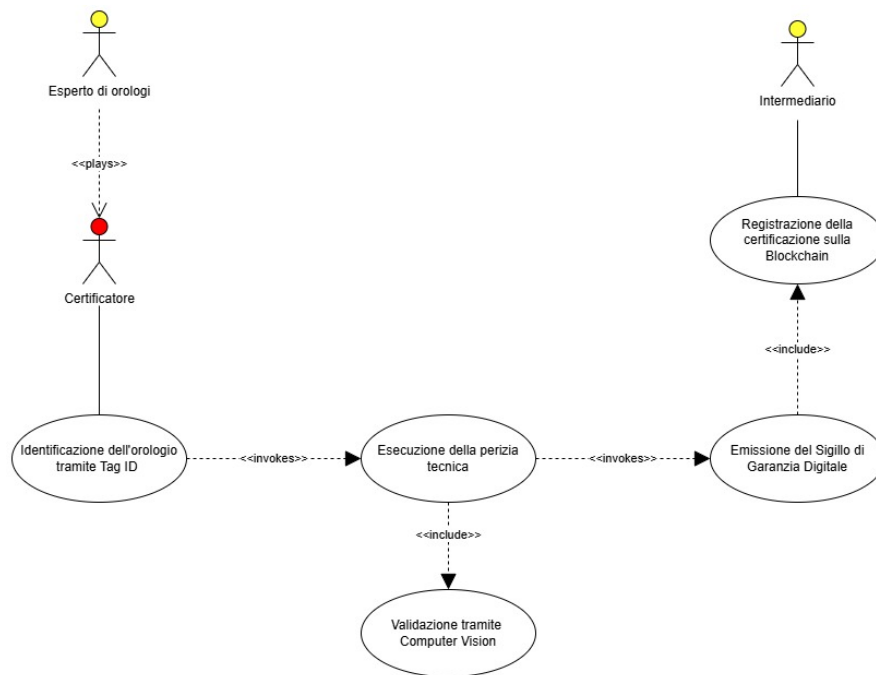 Esperto di orologi
Intermediario
<<plays>>
Certificatore
Registrazione della
certificazione sulla
Blockchain
<<include>>
Identificazione dell'orologio
tramite Tag ID
<<invokes>>
Esecuzione della perizia
tecnica
<<invokes>>
Emissione del Sigillo di
Garanzia Digitale
<<include>>
Validazione tramite
Computer Vision